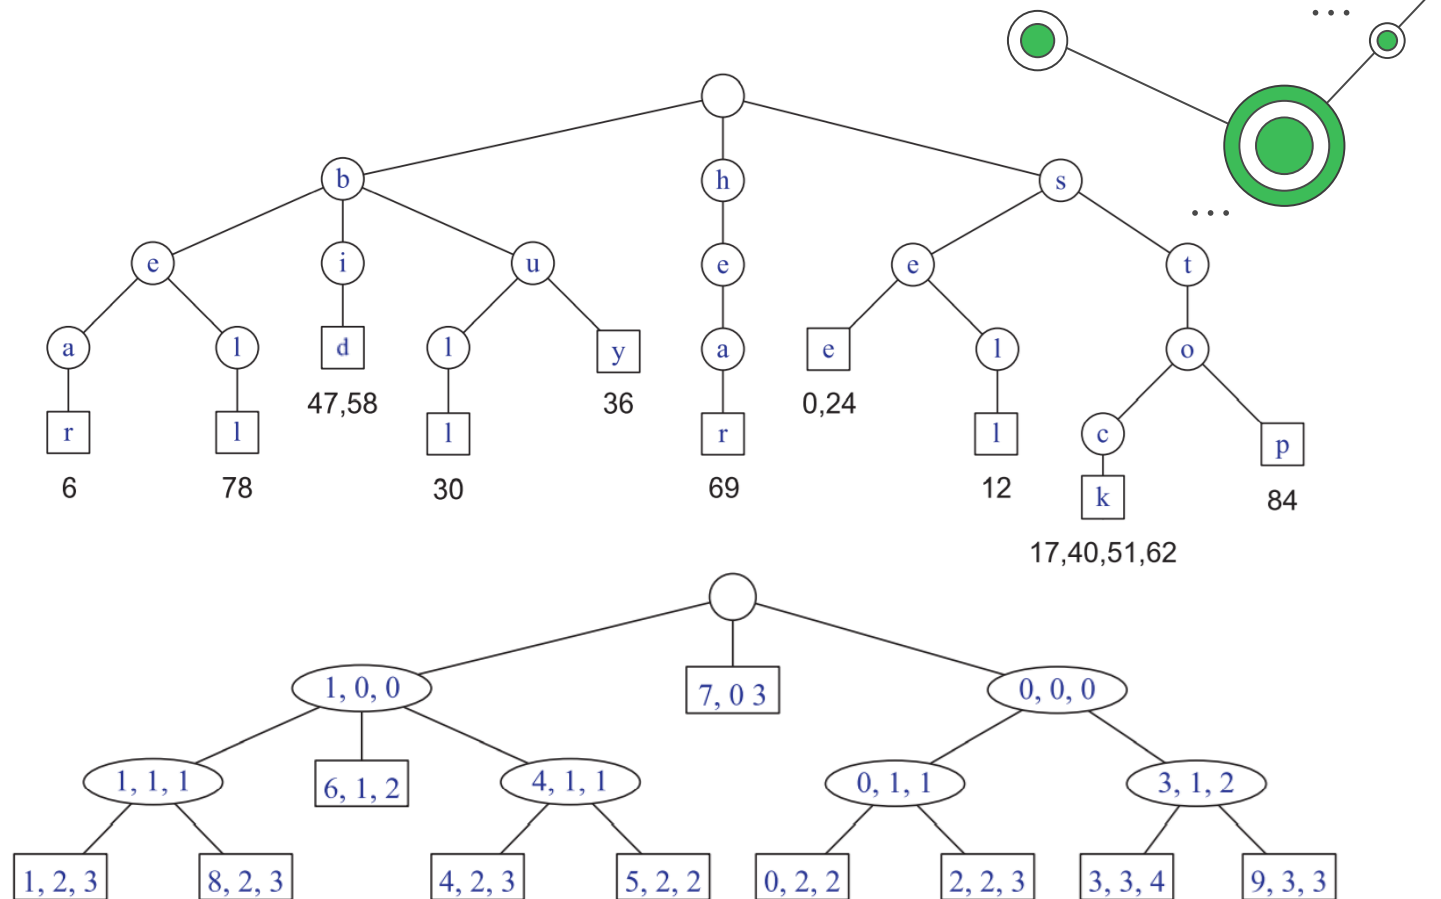 ...
b h s
...
e i u e e t
a l d l y a e l o
47,58 36 0,24
r l l r l c p
6 78 30 69 12 k 84
17,40,51,62
1, 0, 0 7, 0 3 0, 0, 0
1, 1, 1 6, 1, 2 4, 1, 1 0, 1, 1 3, 1, 2
1, 2, 3 8, 2, 3 4, 2, 3 5, 2, 2 0, 2, 2 2, 2, 3 3, 3, 4 9, 3, 3